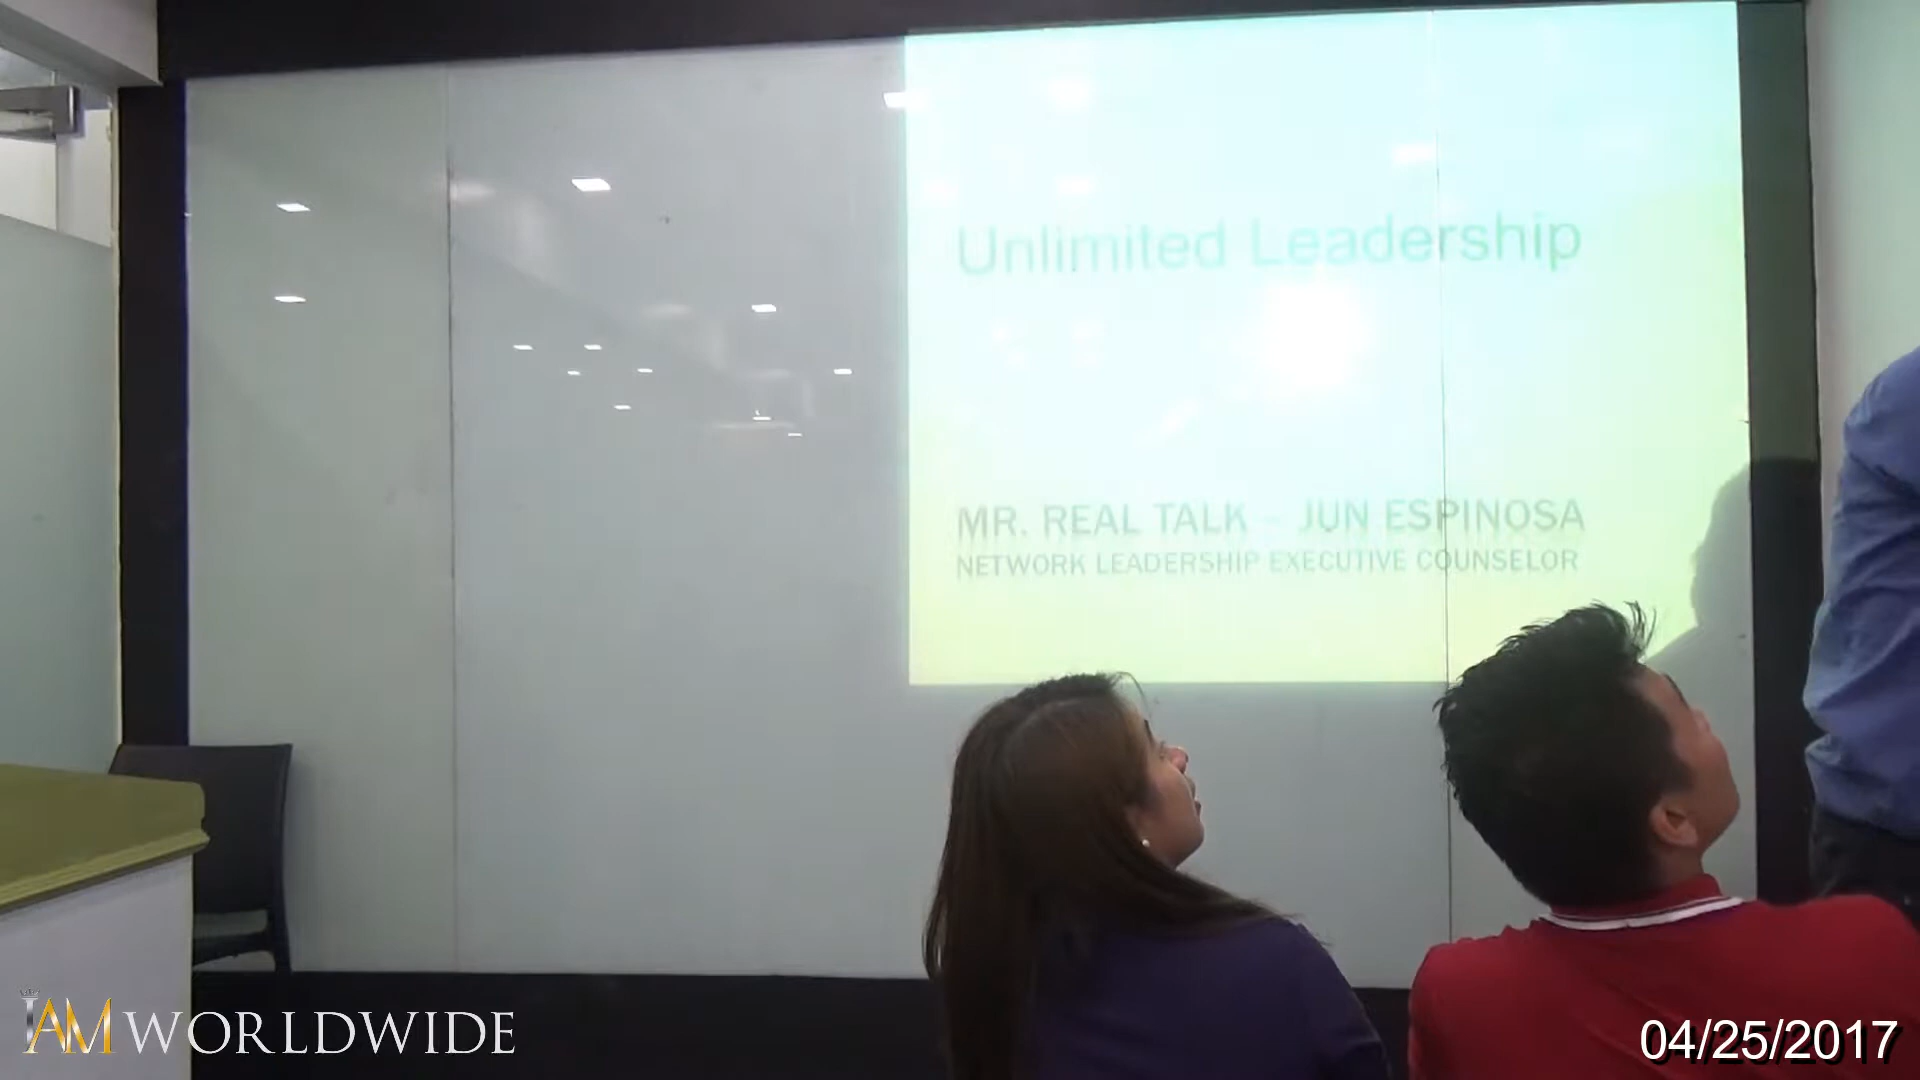 Unlimited Leadership
MR. REAL TALK – JUN ESPINOSA
NETWORK LEADERSHIP EXECUTIVE COUNSELOR
IAM WORLDWIDE
04/25/2017